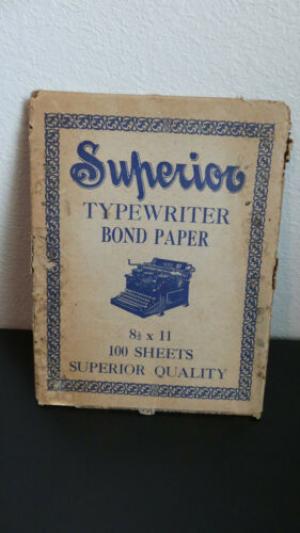 Superior
TYPEWRITER
BOND PAPER
8½ x 11
100 SHEETS
SUPERIOR QUALITY